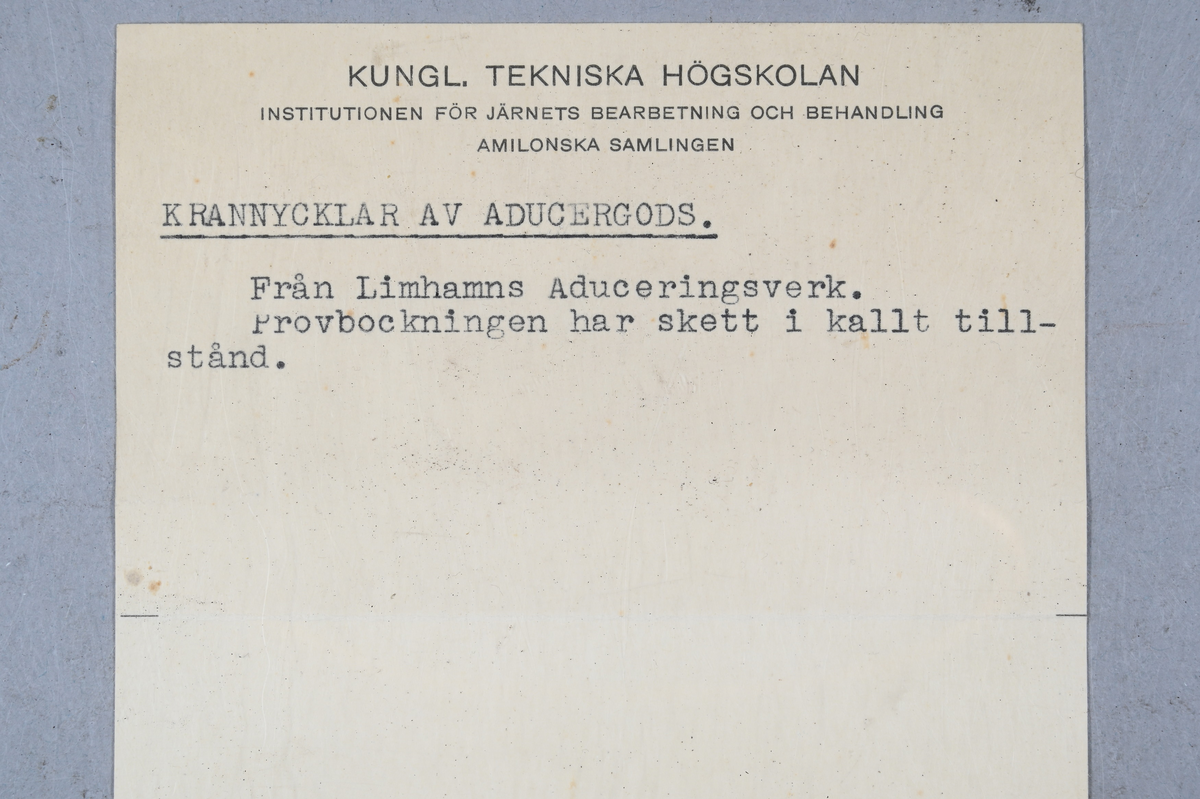 KUNGL. TEKNISKA HÖGSKOLAN
INSTITUTIONEN FÖR JÄRNETS BEARBETNING OCH BEHANDLING
AMILONSKA SAMLINGEN
KRANNYCKLAR AV ADUCERGODS.
Från Limhamns Aduceringsverk.
Provbockningen har skett i kallt till-
stånd.